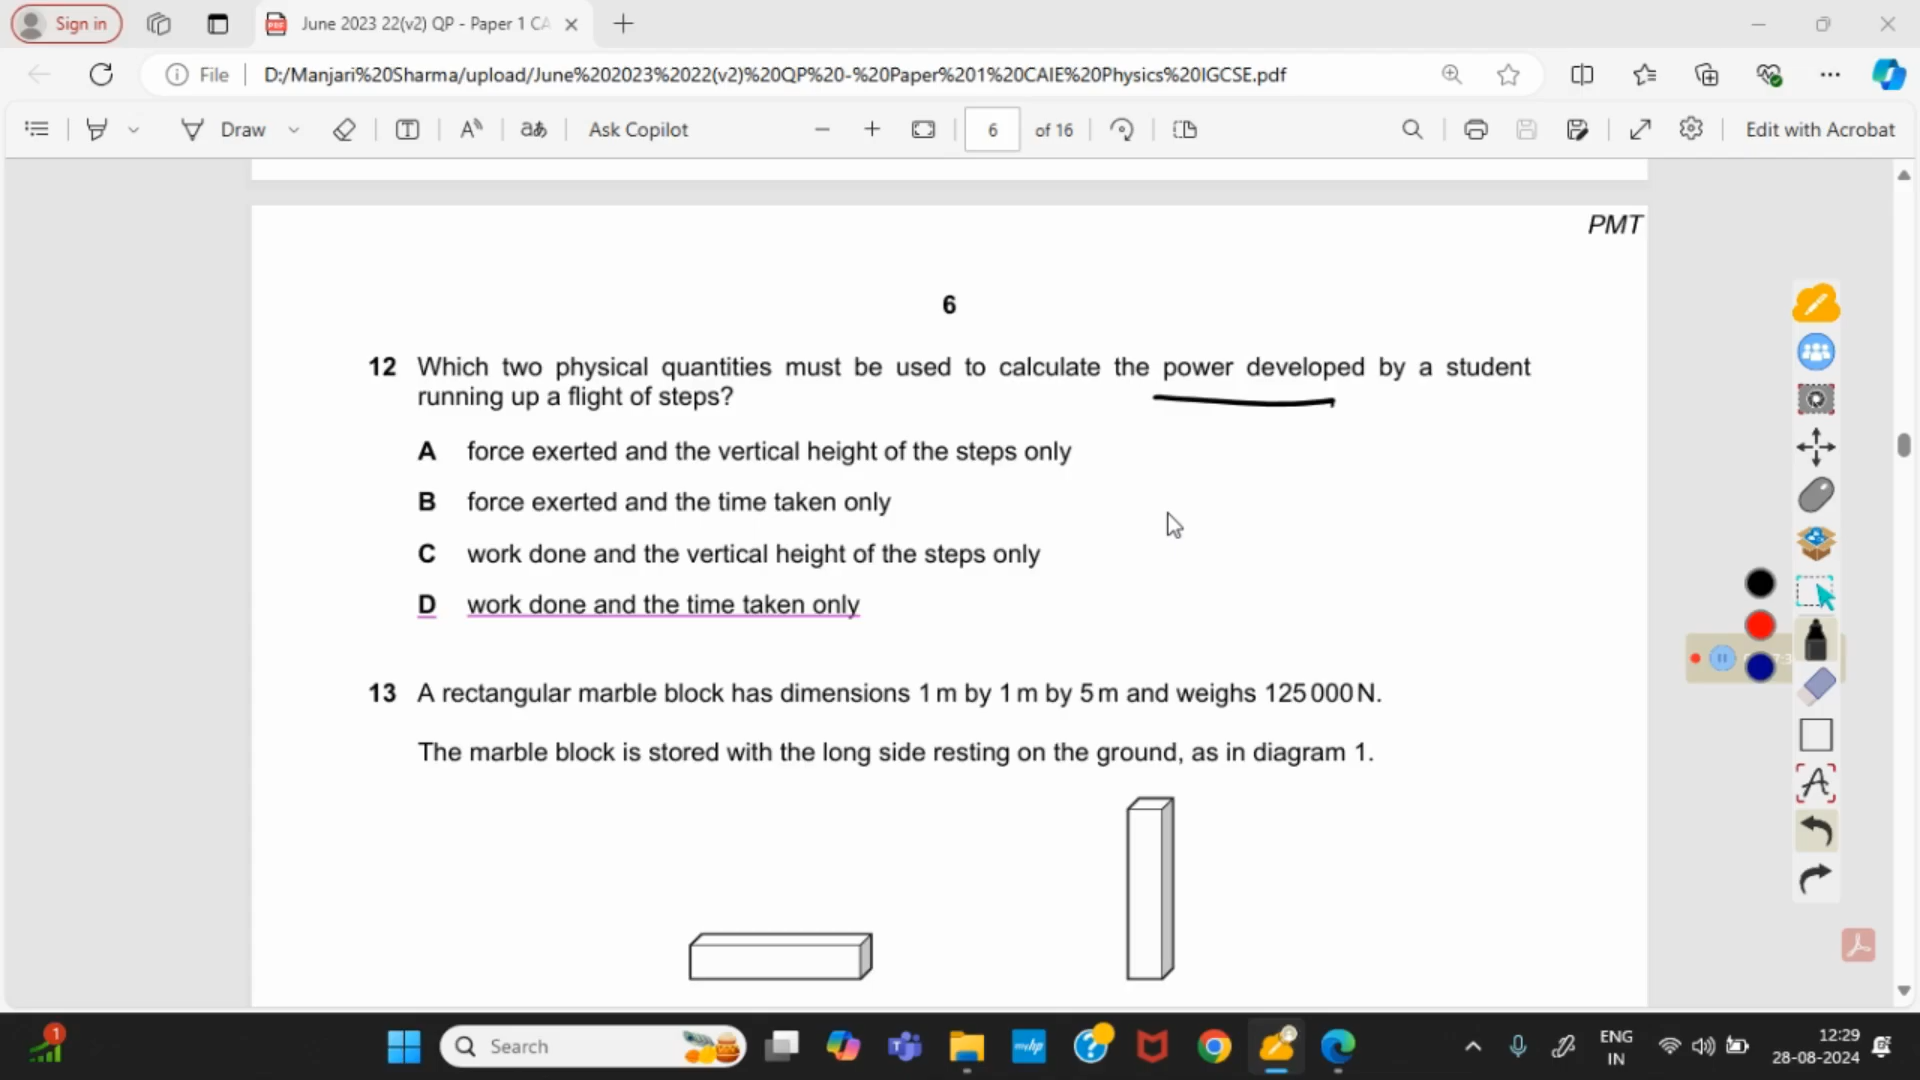 Sign in
June 2023 22(v2) QP - Paper 1 CA
File
D:/Manjari%20Sharma/upload/June%202023%2022(v2)%20QP%20-%20Paper%201%20CAIE%20Physics%20IGCSE.pdf
Draw
Ask Copilot
6 of 16
Edit with Acrobat
PMT
6
12 Which two physical quantities must be used to calculate the power developed by a student
running up a flight of steps?
A force exerted and the vertical height of the steps only
B force exerted and the time taken only
C work done and the vertical height of the steps only
D work done and the time taken only
13 A rectangular marble block has dimensions 1 m by 1 m by 5 m and weighs 125 000 N.
The marble block is stored with the long side resting on the ground, as in diagram 1.
1
Search
myhp
ENG
IN
12:29
28-08-2024